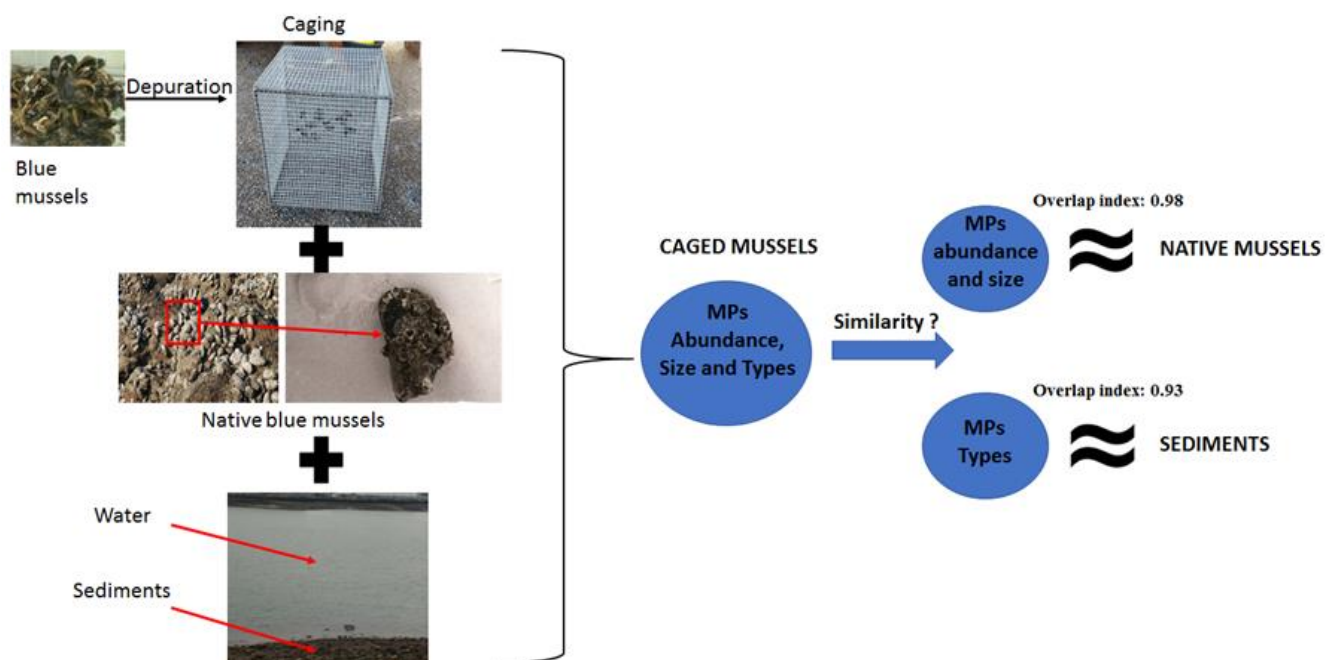 Caging
Depuration
Blue
mussels
Native blue mussels
Water
Sediments
CAGED MUSSELS
MPs
Abundance,
Size and Types
Similarity ?
Overlap index: 0.98
MPs
abundance
and size
NATIVE MUSSELS
Overlap index: 0.93
MPs
Types
SEDIMENTS